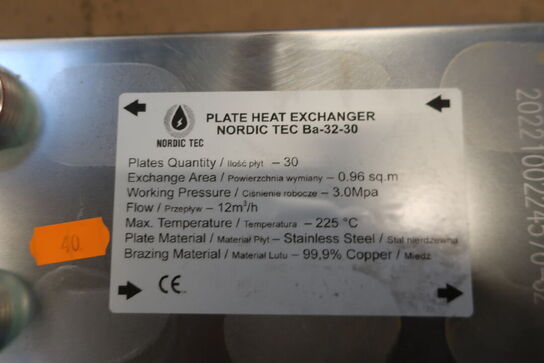 PLATE HEAT EXCHANGER
NORDIC TEC Ba-32-30
NORDIC TEC
Plates Quantity / Ilość płyt – 30
Exchange Area / Powierzchnia wymiany – 0.96 sq.m
Working Pressure / Ciśnienie robocze – 3.0Mpa
Flow / Przepływ – 12m³/h
Max. Temperature / Temperatura – 225 °C
Plate Material / Materiał Płyt – Stainless Steel / Stal nierdzewna
Brazing Material / Materiał Lutu – 99,9% Copper / Miedź
CE
40